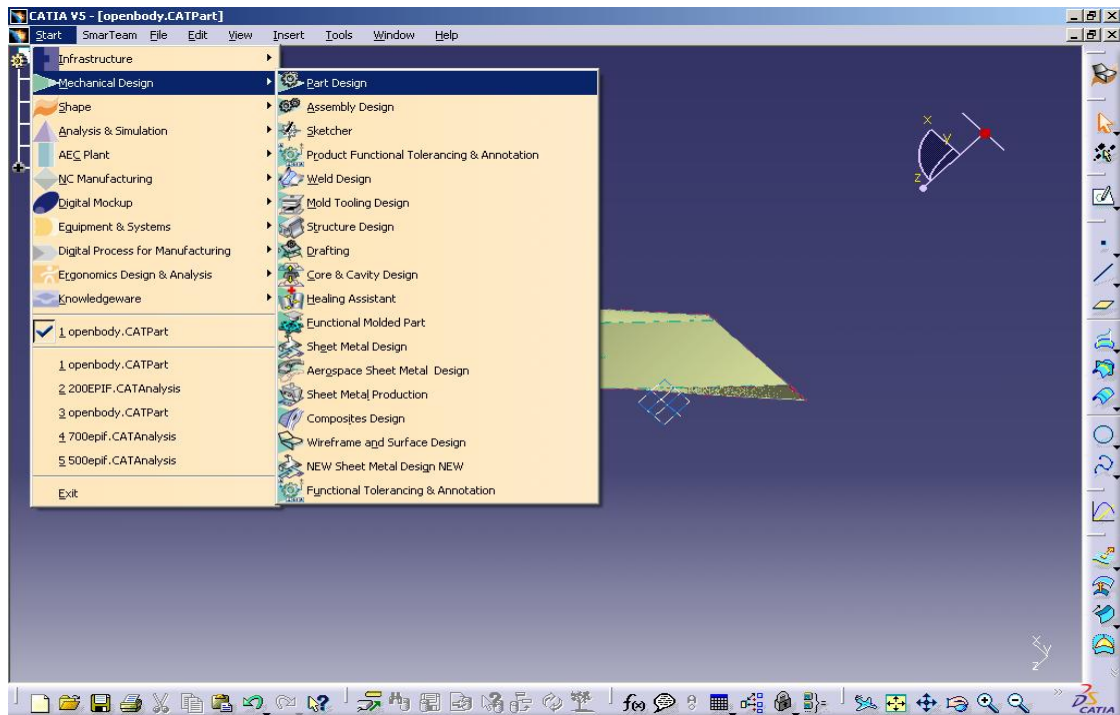 CATIA V5 - [openbody.CATPart]
Start SmarTeam File Edit View Insert Tools Window Help
Infrastructure
Mechanical Design
Shape
Analysis & Simulation
AEC Plant
NC Manufacturing
Digital Mockup
Equipment & Systems
Digital Process for Manufacturing
Ergonomics Design & Analysis
Knowledgeware
1 openbody.CATPart
1 openbody.CATPart
2 200EPIF.CATAnalysis
3 openbody.CATPart
4 700epif.CATAnalysis
5 500epif.CATAnalysis
Exit
Part Design
Assembly Design
Sketcher
Product Functional Tolerancing & Annotation
Weld Design
Mold Tooling Design
Structure Design
Drafting
Core & Cavity Design
Healing Assistant
Functional Molded Part
Sheet Metal Design
Aerospace Sheet Metal Design
Sheet Metal Production
Composites Design
Wireframe and Surface Design
NEW Sheet Metal Design NEW
Functional Tolerancing & Annotation
x
y
z
x
y
z
f(x)
CATIA